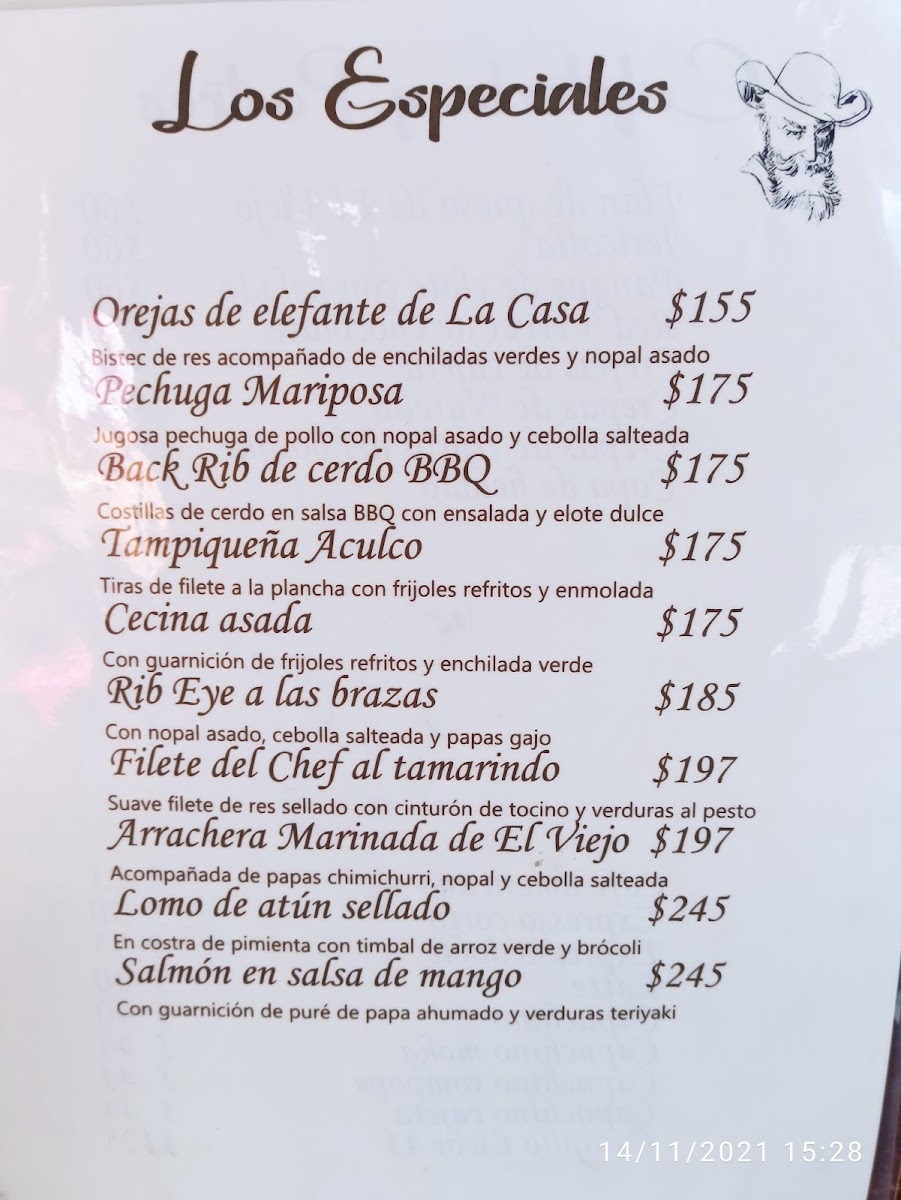 Los Especiales
Orejas de elefante de La Casa $155
Bistec de res acompañado de enchiladas verdes y nopal asado
Pechuga Mariposa $175
Jugosa pechuga de pollo con nopal asado y cebolla salteada
Back Rib de cerdo BBQ $175
Costillas de cerdo en salsa BBQ con ensalada y elote dulce
Tampiqueña Aculco $175
Tiras de filete a la plancha con frijoles refritos y enmolada
Cecina asada $175
Con guarnición de frijoles refritos y enchilada verde
Rib Eye a las brazas $185
Con nopal asado, cebolla salteada y papas gajo
Filete del Chef al tamarindo $197
Suave filete de res sellado con cinturón de tocino y verduras al pesto
Arrachera Marinada de El Viejo $197
Acompañada de papas chimichurri, nopal y cebolla salteada
Lomo de atún sellado $245
En costra de pimienta con timbal de arroz verde y brócoli
Salmón en salsa de mango $245
Con guarnición de puré de papa ahumado y verduras teriyaki
14/11/2021 15:28